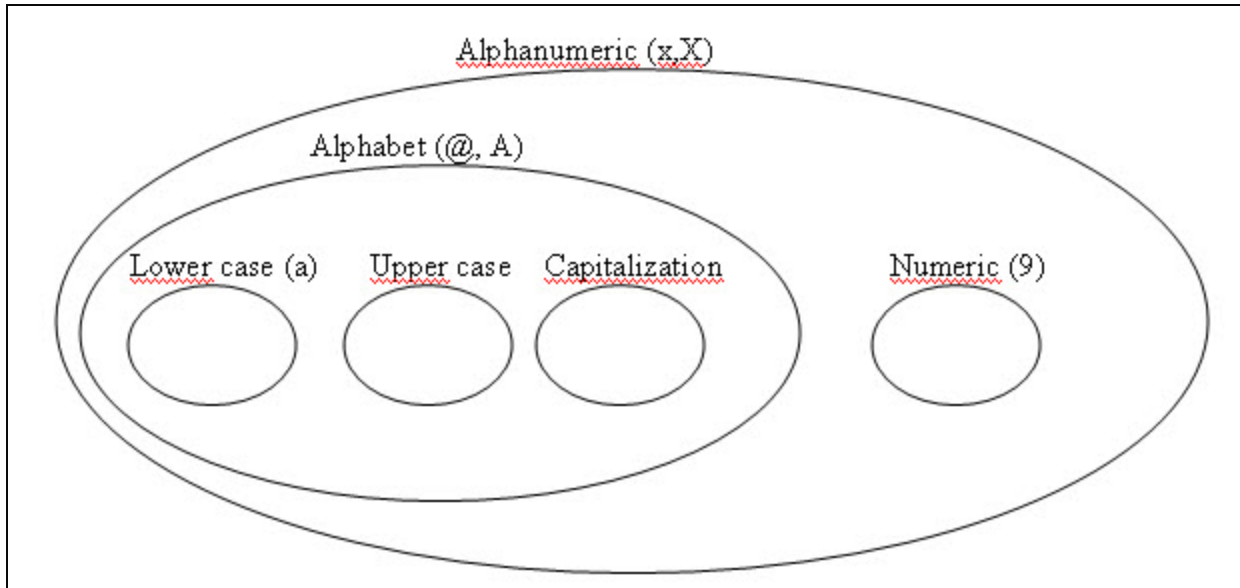 Alphanumeric (x,X)
Alphabet (@, A)
Lower case (a) Upper case Capitalization Numeric (9)